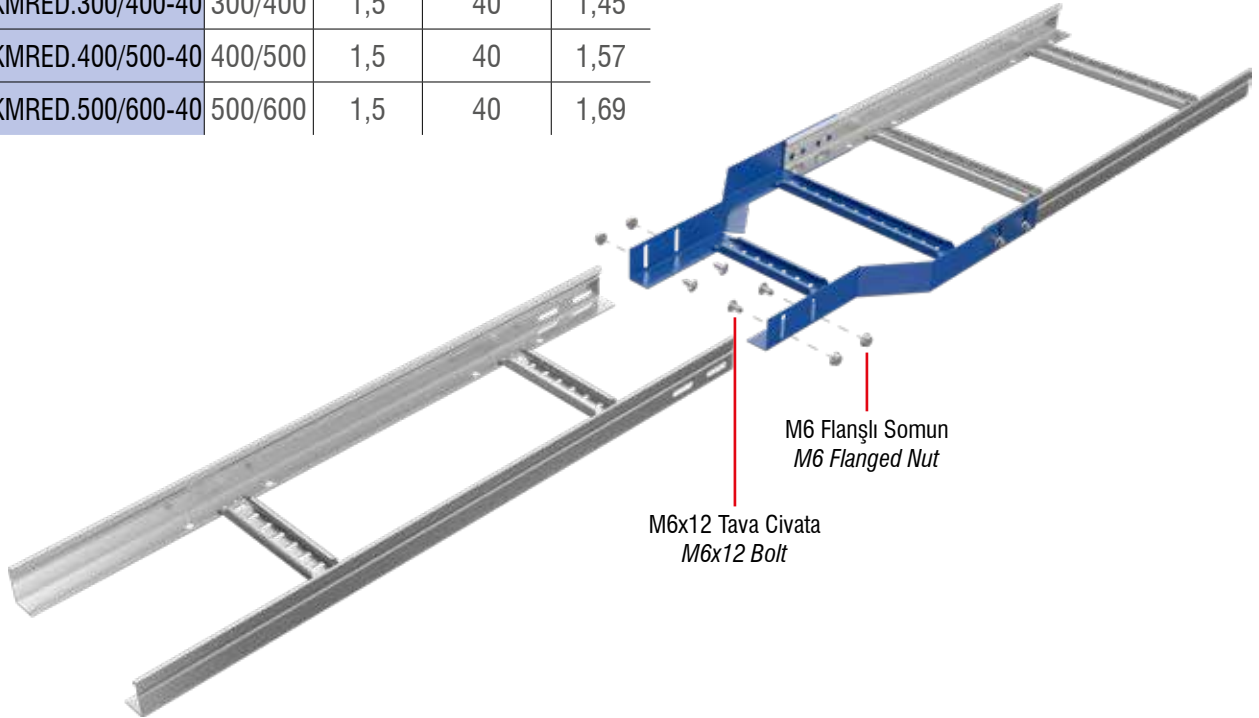 KMRED.300/400-40 300/400 1,5 40 1,45
KMRED.400/500-40 400/500 1,5 40 1,57
KMRED.500/600-40 500/600 1,5 40 1,69
M6 Flanşlı Somun
M6 Flanged Nut
M6x12 Tava Civata
M6x12 Bolt